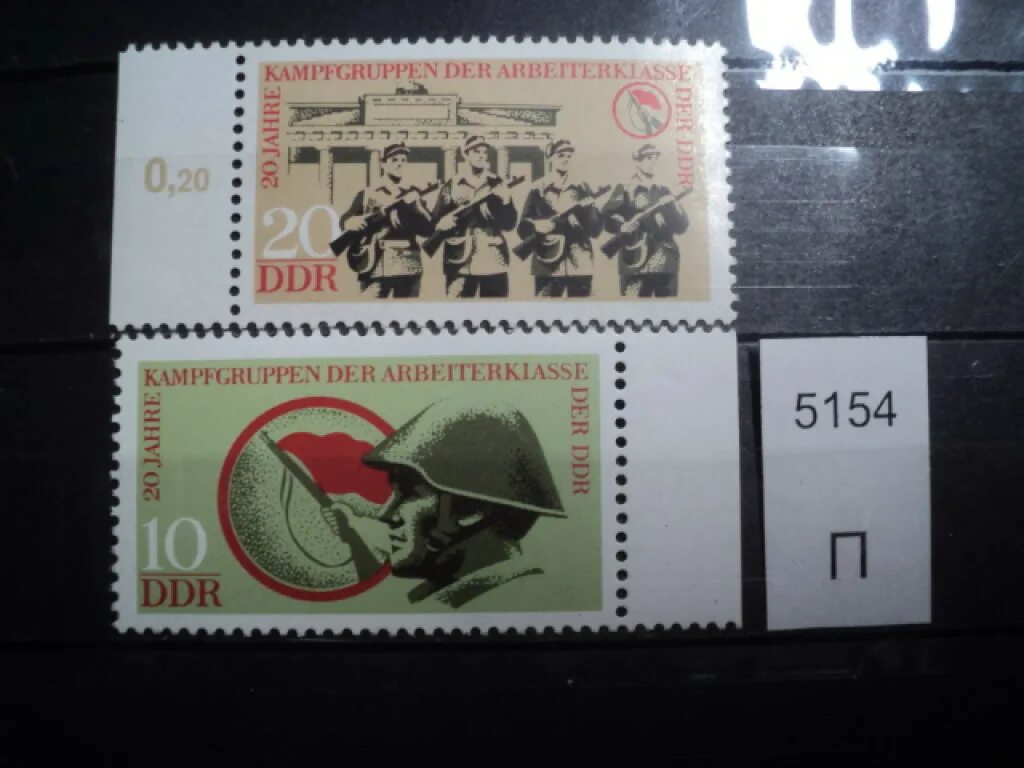 KAMPFGRUPPEN DER ARBEITERKLASSE
20 JAHRE
DER DDR
0,20
20
DDR
KAMPFGRUPPEN DER ARBEITERKLASSE
20 JAHRE
DER DDR
10
DDR
5154
П